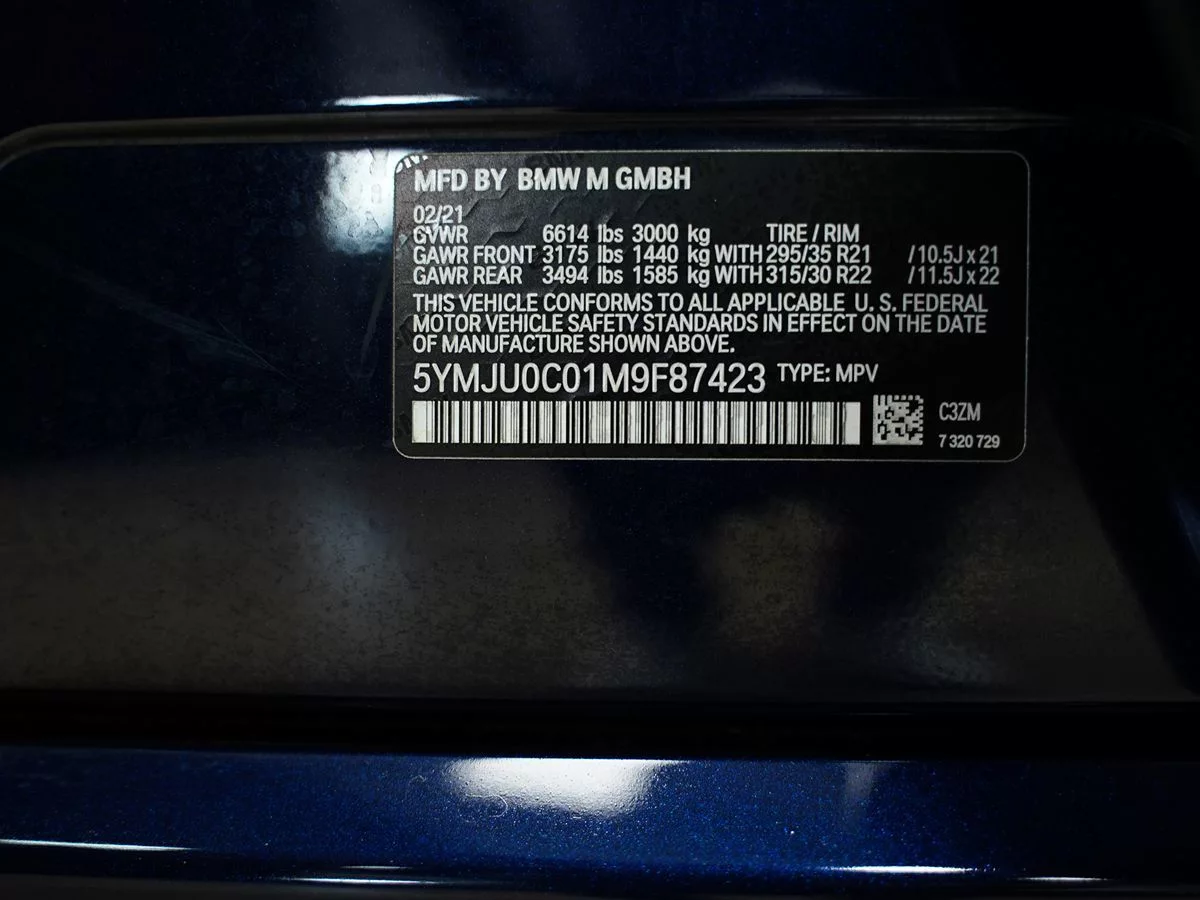 MFD BY BMW M GMBH
02/21
GVWR 6614 lbs 3000 kg TIRE / RIM
GAWR FRONT 3175 lbs 1440 kg WITH 295/35 R21 /10.5J x 21
GAWR REAR 3494 lbs 1585 kg WITH 315/30 R22 /11.5J x 22
THIS VEHICLE CONFORMS TO ALL APPLICABLE U. S. FEDERAL
MOTOR VEHICLE SAFETY STANDARDS IN EFFECT ON THE DATE
OF MANUFACTURE SHOWN ABOVE.
5YMJU0C01M9F87423 TYPE: MPV
C3ZM
7 320 729